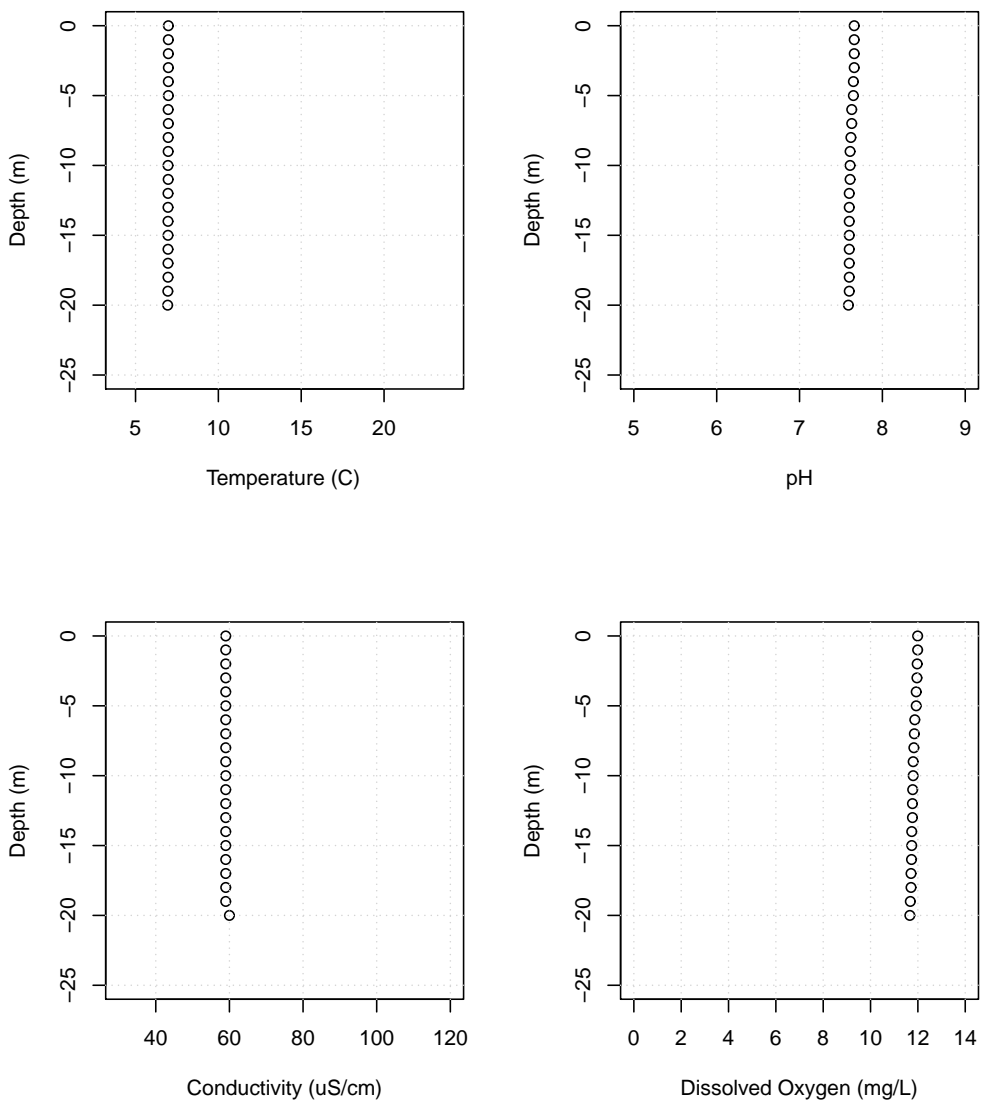 0
−5
−10
−15
−20
−25
Depth (m)
5 10 15 20
Temperature (C)
0
−5
−10
−15
−20
−25
Depth (m)
5 6 7 8 9
pH
0
−5
−10
−15
−20
−25
Depth (m)
40 60 80 100 120
Conductivity (uS/cm)
0
−5
−10
−15
−20
−25
Depth (m)
0 2 4 6 8 10 12 14
Dissolved Oxygen (mg/L)